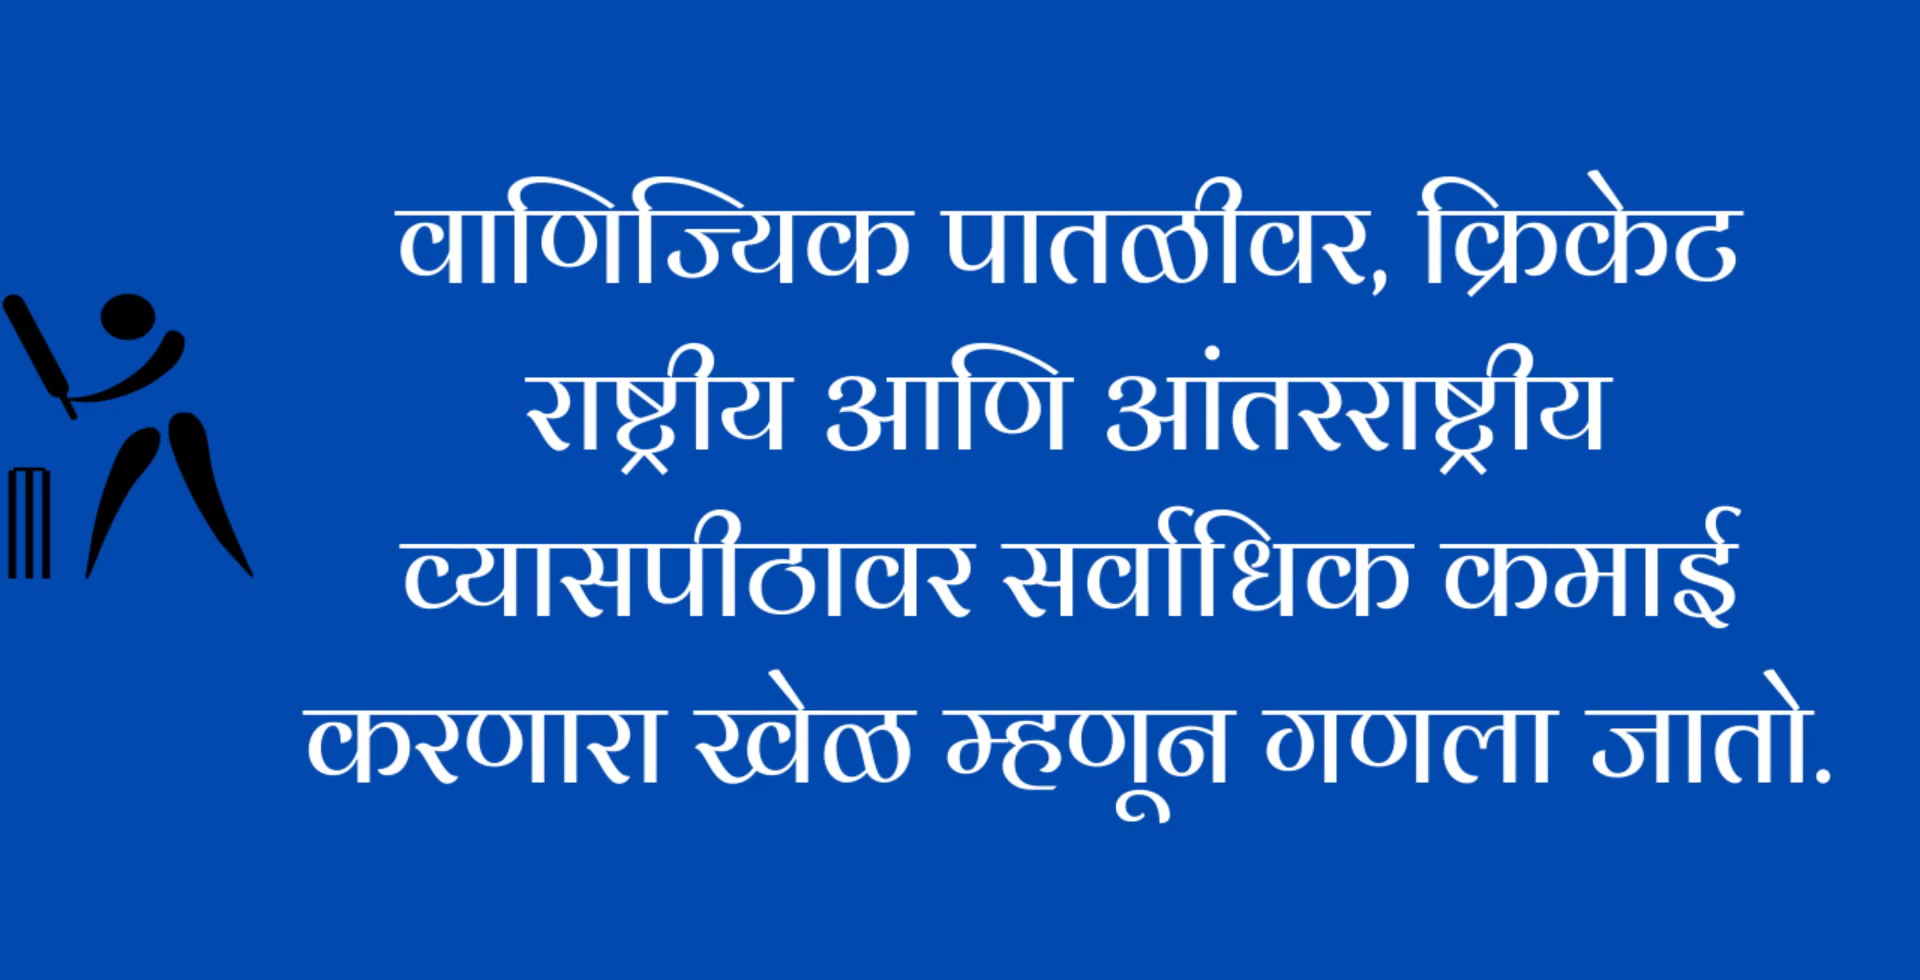 वाणिज्यिक पातळीवर, क्रिकेट
राष्ट्रीय आणि आंतरराष्ट्रीय
व्यासपीठावर सर्वाधिक कमाई
करणारा खेळ म्हणून गणला जातो.